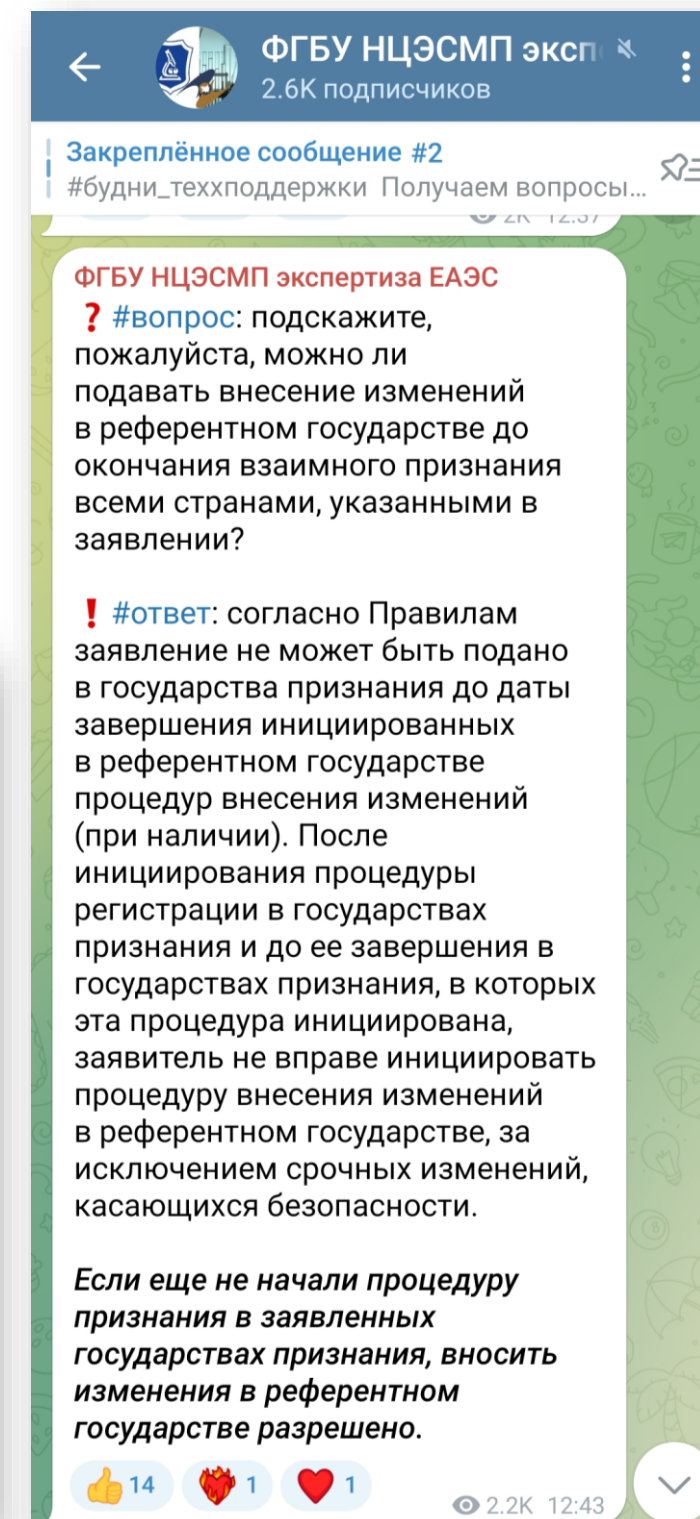 ФГБУ НЦЭСМП эксп
2.6K подписчиков
Закреплённое сообщение #2
#будни_теххподдержки Получаем вопросы...
2K 12:37
ФГБУ НЦЭСМП экспертиза ЕАЭС
❓ #вопрос: подскажите,
пожалуйста, можно ли
подавать внесение изменений
в референтном государстве до
окончания взаимного признания
всеми странами, указанными в
заявлении?
❗ #ответ: согласно Правилам
заявление не может быть подано
в государства признания до даты
завершения инициированных
в референтном государстве
процедур внесения изменений
(при наличии). После
инициирования процедуры
регистрации в государствах
признания и до ее завершения в
государствах признания, в которых
эта процедура инициирована,
заявитель не вправе инициировать
процедуру внесения изменений
в референтном государстве, за
исключением срочных изменений,
касающихся безопасности.
Если еще не начали процедуру
признания в заявленных
государствах признания, вносить
изменения в референтном
государстве разрешено.
👍 14 ❤️‍🔥 1 ❤️ 1
2.2K 12:43